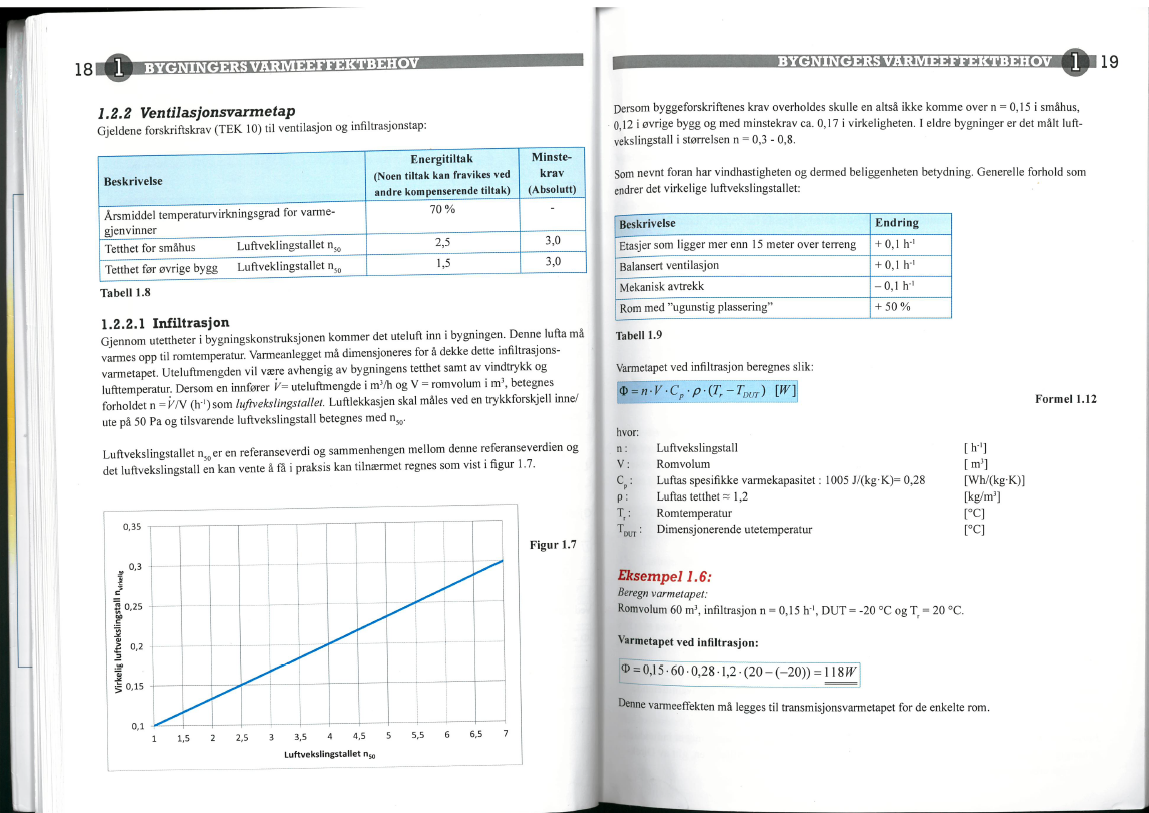 18 1 BYGNINGERS VARMEEFFEKTBEHOV
1.2.2 Ventilasjonsvarmetap
Gjeldene forskriftskrav (TEK 10) til ventilasjon og infiltrasjonstap:
Beskrivelse
Energitiltak
(Noen tiltak kan fravikes ved
andre kompenserende tiltak)
Minste-
krav
(Absolutt)
Årsmiddel temperaturvirkningsgrad for varme-
gjenvinner
70 %
-
Tetthet for småhus Luftveklingstallet n50 2,5 3,0
Tetthet før øvrige bygg Luftveklingstallet n50 1,5 3,0
Tabell 1.8
1.2.2.1 Infiltrasjon
Gjennom utettheter i bygningskonstruksjonen kommer det uteluft inn i bygningen. Denne lufta må
varmes opp til romtemperatur. Varmeanlegget må dimensjoneres for å dekke dette infiltrasjons-
varmetapet. Uteluftmengden vil være avhengig av bygningens tetthet samt av vindtrykk og
lufttemperatur. Dersom en innfører V̇= uteluftmengde i m³/h og V = romvolum i m³, betegnes
forholdet n =V̇/V (h⁻¹) som luftvekslingstallet. Luftlekkasjen skal måles ved en trykkforskjell inne/
ute på 50 Pa og tilsvarende luftvekslingstall betegnes med n50.
Luftvekslingstallet n50 er en referanseverdi og sammenhengen mellom denne referanseverdien og
det luftvekslingstall en kan vente å få i praksis kan tilnærmet regnes som vist i figur 1.7.
Figur 1.7
Virkelig luftvekslingstall nvirkelig
0,35
0,3
0,25
0,2
0,15
0,1
1 1,5 2 2,5 3 3,5 4 4,5 5 5,5 6 6,5 7
Luftvekslingstallet n50
BYGNINGERS VARMEEFFEKTBEHOV 1 19
Dersom byggeforskriftenes krav overholdes skulle en altså ikke komme over n = 0,15 i småhus,
0,12 i øvrige bygg og med minstekrav ca. 0,17 i virkeligheten. I eldre bygninger er det målt luft-
vekslingstall i størrelsen n = 0,3 - 0,8.
Som nevnt foran har vindhastigheten og dermed beliggenheten betydning. Generelle forhold som
endrer det virkelige luftvekslingstallet:
Beskrivelse Endring
Etasjer som ligger mer enn 15 meter over terreng + 0,1 h⁻¹
Balansert ventilasjon + 0,1 h⁻¹
Mekanisk avtrekk – 0,1 h⁻¹
Rom med ”ugunstig plassering” + 50 %
Tabell 1.9
Varmetapet ved infiltrasjon beregnes slik:
Φ = n · V · Cp · ρ · (Tr − TDUT) [W]
Formel 1.12
hvor:
n : Luftvekslingstall [ h⁻¹]
V : Romvolum [ m³]
Cp : Luftas spesifikke varmekapasitet : 1005 J/(kg·K)= 0,28 [Wh/(kg·K)]
ρ : Luftas tetthet ≈ 1,2 [kg/m³]
Tr : Romtemperatur [°C]
TDUT : Dimensjonerende utetemperatur [°C]
Eksempel 1.6:
Beregn varmetapet:
Romvolum 60 m³, infiltrasjon n = 0,15 h⁻¹, DUT = -20 °C og Tr = 20 °C.
Varmetapet ved infiltrasjon:
Φ = 0,15 · 60 · 0,28 · 1,2 · (20 − (−20)) = 118W
Denne varmeeffekten må legges til transmisjonsvarmetapet for de enkelte rom.